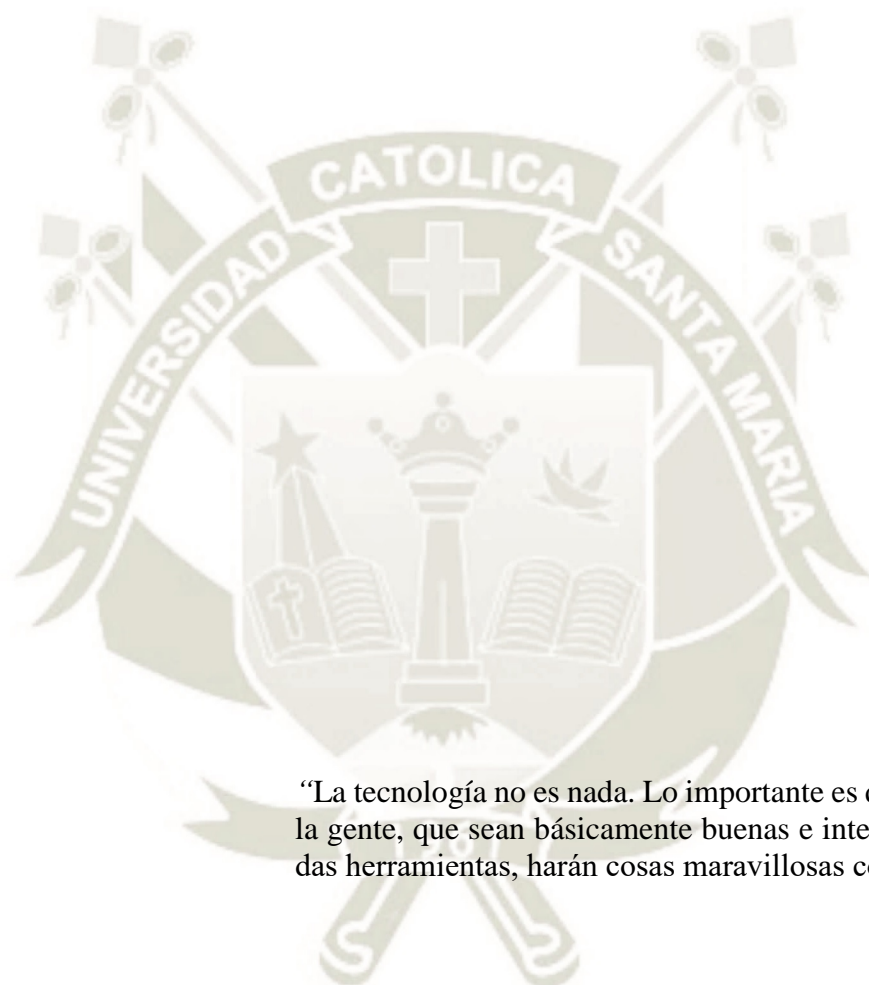 CATOLICA
UNIVERSIDAD
SANTA MARIA
“La tecnología no es nada. Lo importante es
la gente, que sean básicamente buenas e
das herramientas, harán cosas maravillosas